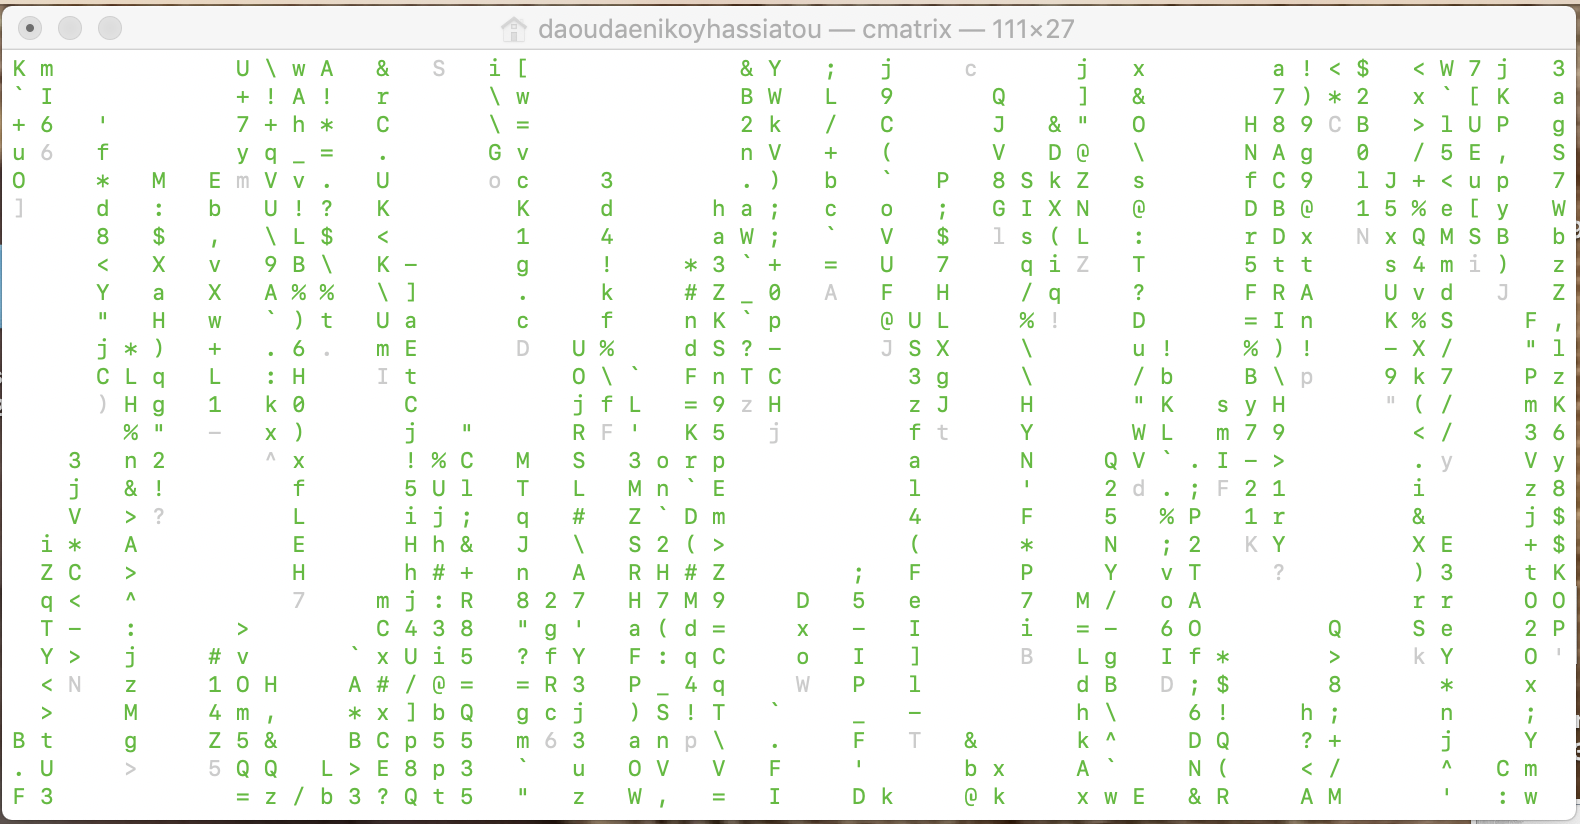 daoudaenikoyhassiatou — cmatrix — 111×27
K m U \ w A & S i [ & Y ; j c j x a ! < $ < W 7 j 3
` I + ! A ! r \ w B W L 9 Q ] & 7 ) * 2 x ` [ K a
+ 6 ' 7 + h * C \ = 2 k / C J & " O H 8 9 C B > l U P g
u 6 f y q _ = . G v n V + ( V D @ \ N A g 0 / 5 E , S
O * M E m V v . U o c 3 . ) b ` P 8 S k Z s f C 9 l J + < u p 7
] d : b U ! ? K K d h a ; c o ; G I X N @ D B @ 1 5 % e [ y W
8 $ , \ L $ < 1 4 a W ; ` V $ l s ( L : r D x N x Q M S B b
< X v 9 B \ K - g ! * 3 ` + = U 7 q i Z T 5 t t s 4 m i ) z
Y a X A % % \ ] . k # Z _ 0 A F H / q ? F R A U v d J Z
" H w ` ) t U a c f n K ` p @ U L % ! D = I n K % S F ,
j * ) + . 6 . m E D U % d S ? - J S X \ u ! % ) ! - X / " l
C L q L : H I t O \ ` F n T C 3 g \ / b B \ p 9 k 7 P z
) H g 1 k 0 C j f L = 9 z H z J H " K s y H " ( / m K
% " - x ) j " R F ' K 5 j f t Y W L m 7 9 < / 3 6
3 n 2 ^ x ! % C M S 3 o r p a N Q V ` . I - > . y V y
j & ! f 5 U l T L M n ` E l ' 2 d . ; F 2 1 i z 8
V > ? L i j ; q # Z ` D m 4 F 5 % P 1 r & j $
i * A E H h & J \ S 2 ( > ( * N ; 2 K Y X E + $
Z C > H h # + n A R H # Z ; F P Y v T ? ) 3 t K
q < ^ 7 m j : R 8 2 7 H 7 M 9 D 5 e 7 M / o A r r O O
T - : > C 4 3 8 " g ' a ( d = x - I i = - 6 O Q S e 2 P
Y > j # v ` x U i 5 ? f Y F : q C o I ] B L g I f * > k Y O '
< N z 1 O H A # / @ = = R 3 P _ 4 q W P l d B D ; $ 8 * x
> M 4 m , * x ] b Q g c j ) S ! T ` _ - h \ 6 ! h ; n ;
B t g Z 5 & B C p 5 5 m 6 3 a n p \ . F T & k ^ D Q ? + j Y
. U > 5 Q Q L > E 8 p 3 ` u O V V F ' b x A ` N ( < / ^ C m
F 3 = z / b 3 ? Q t 5 " z W , = I D k @ k x w E & R A M ' : w